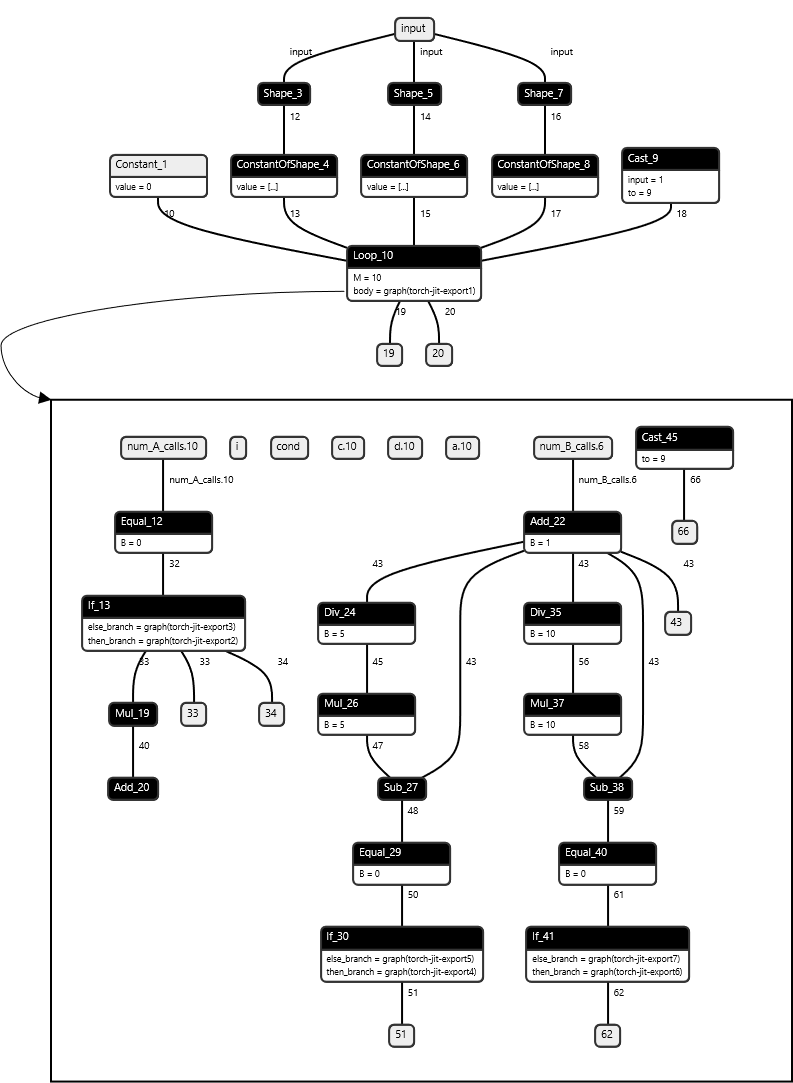 input
input
input
input
Shape_3
Shape_5
Shape_7
12
14
16
Constant_1
value = 0
ConstantOfShape_4
value = [...]
ConstantOfShape_6
value = [...]
ConstantOfShape_8
value = [...]
Cast_9
input = 1
to = 9
10
13
15
17
18
Loop_10
M = 10
body = graph(torch-jit-export1)
19
20
19
20
num_A_calls.10
i
cond
c.10
d.10
a.10
num_B_calls.6
Cast_45
to = 9
num_A_calls.10
num_B_calls.6
66
Equal_12
B = 0
Add_22
B = 1
66
32
43
43
43
If_13
else_branch = graph(torch-jit-export3)
then_branch = graph(torch-jit-export2)
Div_24
B = 5
Div_35
B = 10
43
33
33
34
45
43
56
43
Mul_19
33
34
Mul_26
B = 5
Mul_37
B = 10
40
47
58
Add_20
Sub_27
Sub_38
48
59
Equal_29
B = 0
Equal_40
B = 0
50
61
If_30
else_branch = graph(torch-jit-export5)
then_branch = graph(torch-jit-export4)
If_41
else_branch = graph(torch-jit-export7)
then_branch = graph(torch-jit-export6)
51
62
51
62